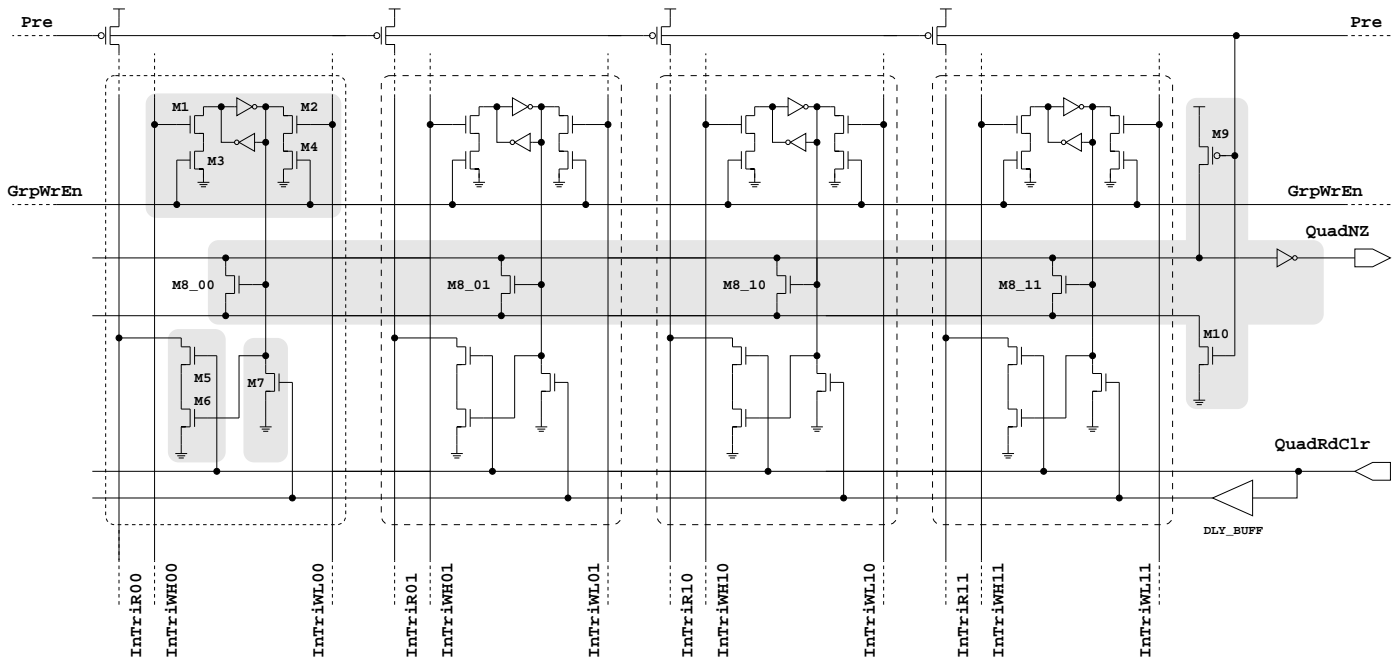 Pre
Pre
M1
M2
M9
M3
M4
GrpWrEn
GrpWrEn
QuadNZ
M8_00
M8_01
M8_10
M8_11
M10
M5
M7
M6
QuadRdClr
DLY_BUFF
InTriR00
InTriWH00
InTriWL00
InTriR01
InTriWH01
InTriWL01
InTriR10
InTriWH10
InTriWL10
InTriR11
InTriWH11
InTriWL11